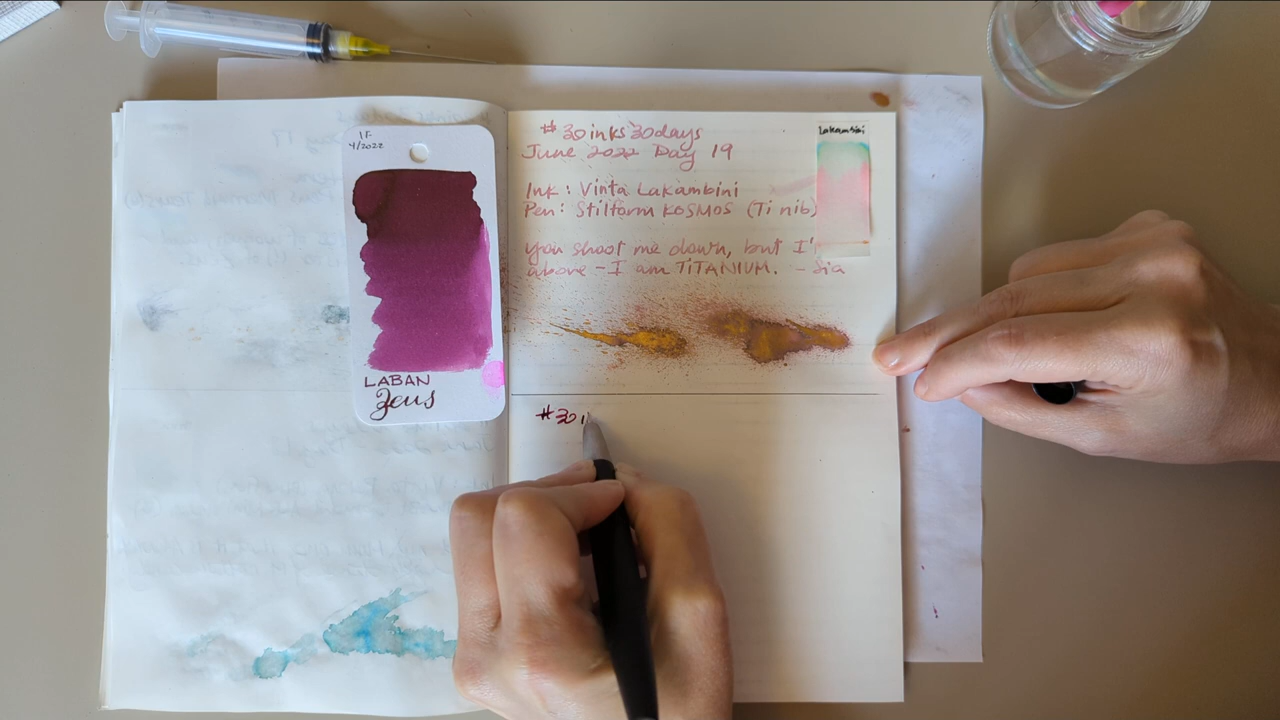 1F
4/2022
LABAN
Zeus
#30inks30days
June 2022 Day 19
Lakambini
Ink: Vinta Lakambini
Pen: Stilform KOSMOS (Ti nib)
You shoot me down, but I'
above - I am TiTANiUM. - Sia
#30 i